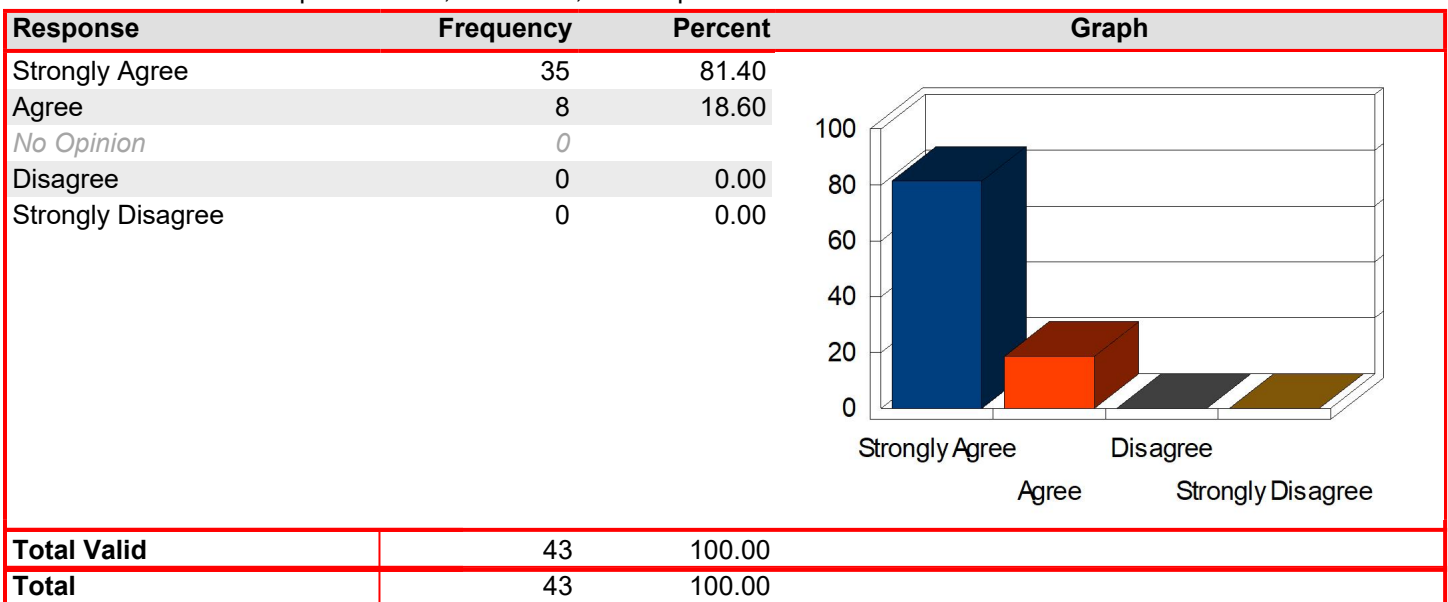 Response Frequency Percent Graph
Strongly Agree 35 81.40
Agree 8 18.60
No Opinion 0
Disagree 0 0.00
Strongly Disagree 0 0.00
100
80
60
40
20
0
Strongly Agree Disagree
Agree Strongly Disagree
Total Valid 43 100.00
Total 43 100.00